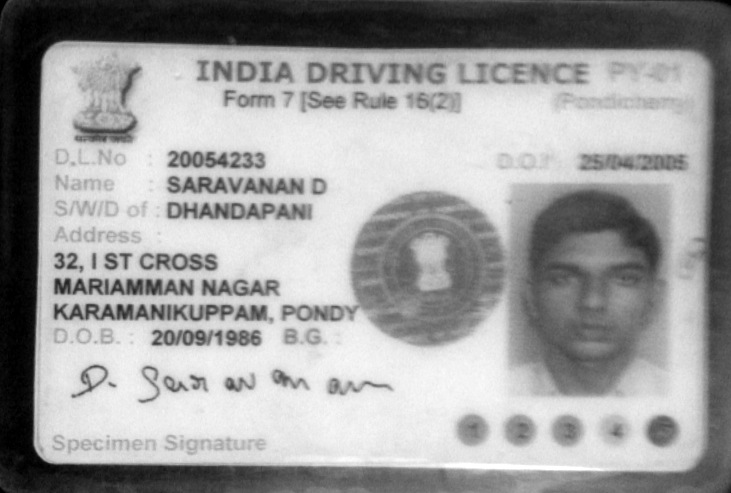 INDIA DRIVING LICENCE PY-01
Form 7 [See Rule 16(2)] (Pondicherry)
D.L.No : 20054233 D.O.I 25/04/2005
Name : SARAVANAN D
S/W/D of : DHANDAPANI
Address :
32, I ST CROSS
MARIAMMAN NAGAR
KARAMANIKUPPAM, PONDY
D.O.B. : 20/09/1986 B.G. :
D. Saravanan
Specimen Signature
1 2 3 4 5